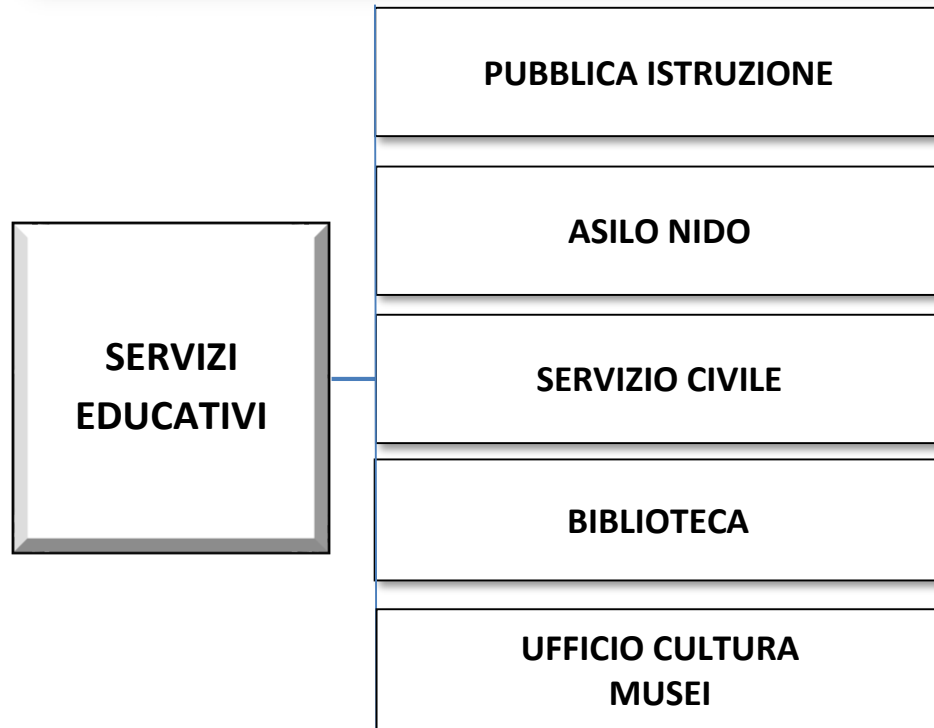 PUBBLICA ISTRUZIONE
ASILO NIDO
SERVIZI
EDUCATIVI
SERVIZIO CIVILE
BIBLIOTECA
UFFICIO CULTURA
MUSEI